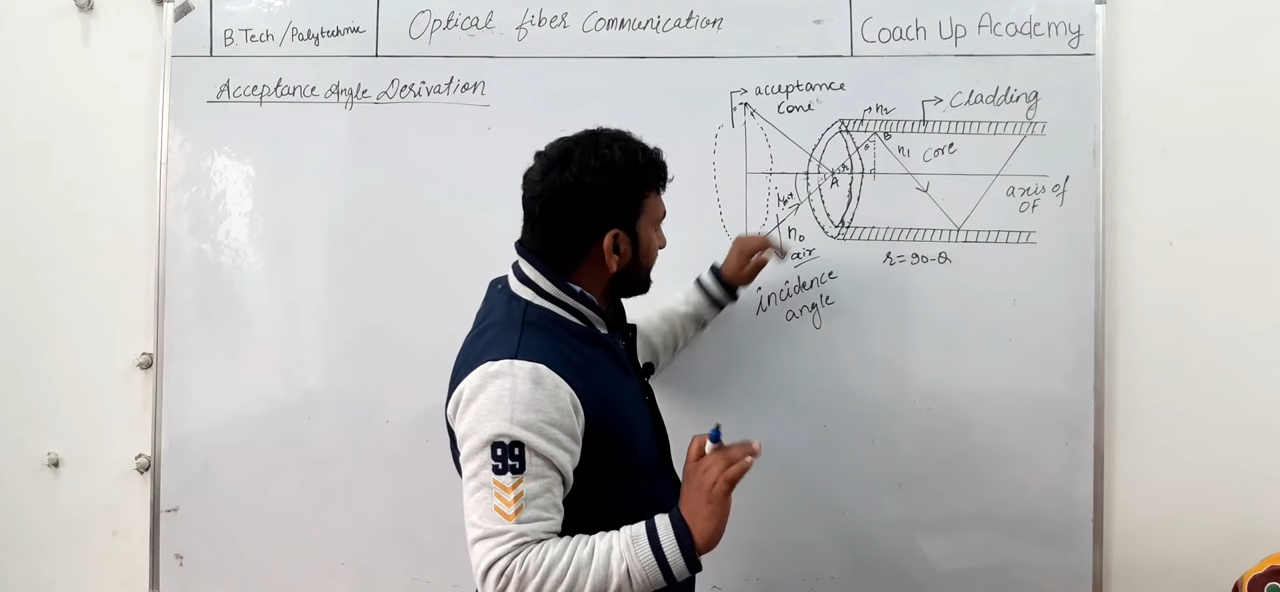 B.Tech/Polytechnic
Optical fiber Communication
Coach Up Academy
Acceptance Angle Derivation
acceptance
cone
n2
Cladding
B
θ
n1
core
r
A
axis of
OF
n0
air
r=90-θ
incidence
angle
99